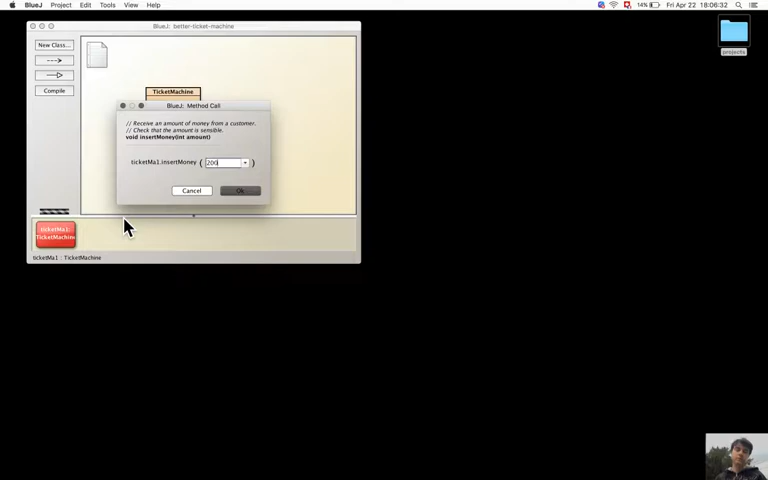 BlueJ Project Edit Tools View Help 14% Fri Apr 22 18:06:32
BlueJ: better-ticket-machine
New Class...
Compile
TicketMachine
BlueJ: Method Call
// Receive an amount of money from a customer.
// Check that the amount is sensible.
void insertMoney(int amount)
ticketMa1.insertMoney ( 200 )
Cancel Ok
ticketMa1:
TicketMachine
ticketMa1 : TicketMachine
projects